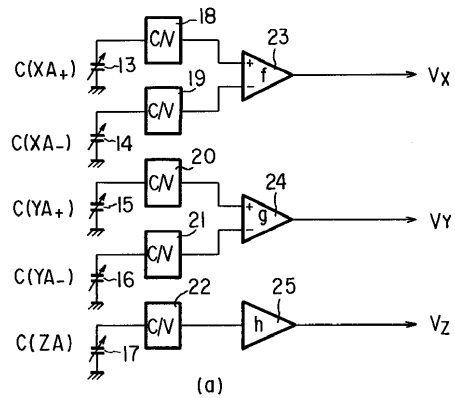 18
C/V
23
C(XA+)
13
+
f
−
VX
19
C/V
C(XA−)
14
20
C/V
24
C(YA+)
15
+
g
−
VY
21
C/V
C(YA−)
16
22
C/V
25
h
VZ
C(ZA)
17
(a)